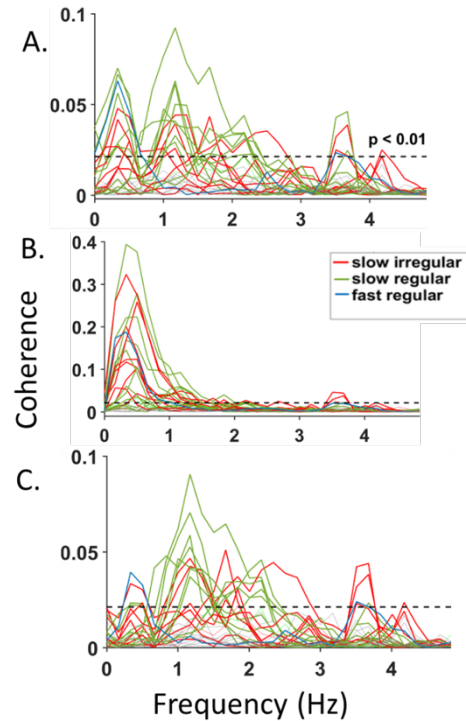 A.
0.1
0.05
0
p < 0.01
0 1 2 3 4
B.
0.4
0.3
0.2
0.1
0
slow irregular
slow regular
fast regular
0 1 2 3 4
Coherence
C.
0.1
0.05
0
0 1 2 3 4
Frequency (Hz)